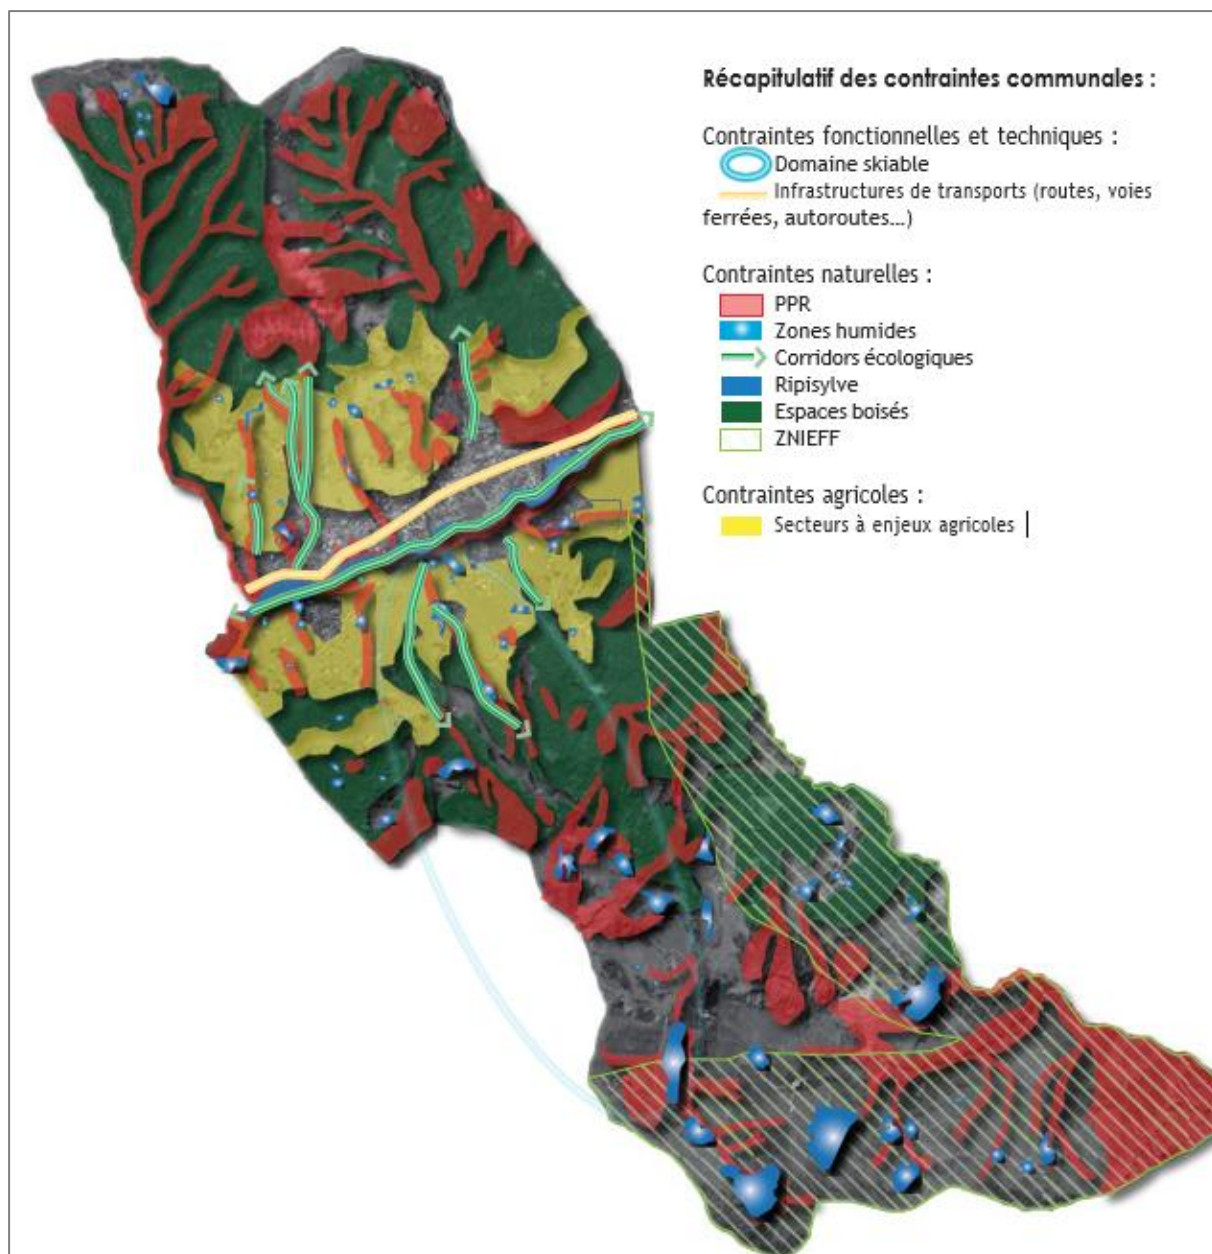 Récapitulatif des contraintes communales :
Contraintes fonctionnelles et techniques :
Domaine skiable
Infrastructures de transports (routes, voies
ferrées, autoroutes...)
Contraintes naturelles :
PPR
Zones humides
Corridors écologiques
Ripisylve
Espaces boisés
ZNIEFF
Contraintes agricoles :
Secteurs à enjeux agricoles